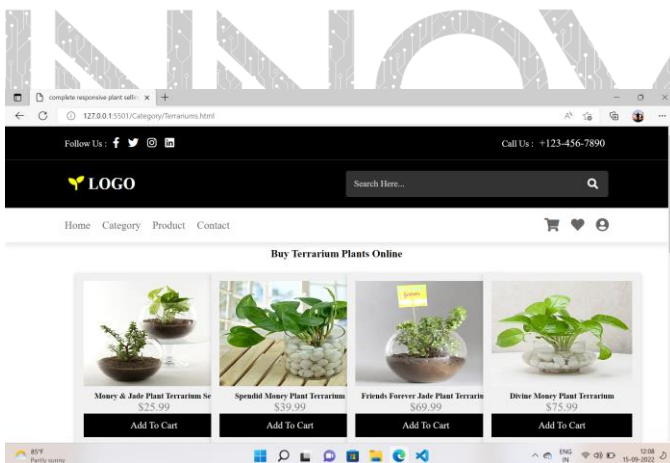 INNOV
complete responsive plant sellin
127.0.0.1:5501/Category/Terrariums.html
Follow Us :
Call Us : +123-456-7890
LOGO
Search Here...
Home Category Product Contact
Buy Terrarium Plants Online
Money & Jade Plant Terrarium Se
$25.99
Add To Cart
Spendid Money Plant Terrarium
$39.99
Add To Cart
Friends Forever Jade Plant Terrariu
$69.99
Add To Cart
Divine Money Plant Terrarium
$75.99
Add To Cart
85°F
Partly sunny
ENG
IN
12:08
15-09-2022